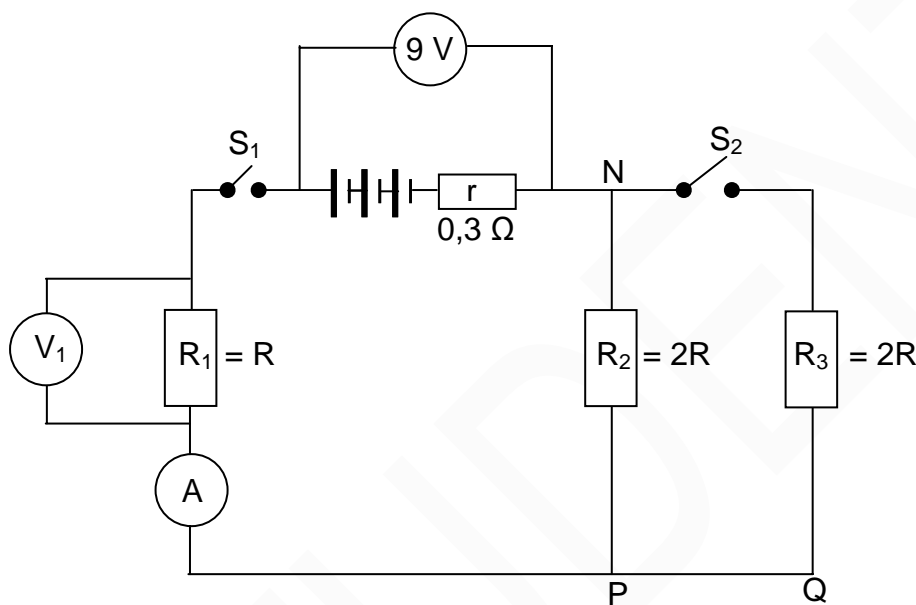 9 V
S₁
S₂
N
r
0,3 Ω
V₁
R₁ = R
R₂ = 2R
R₃ = 2R
A
P
Q